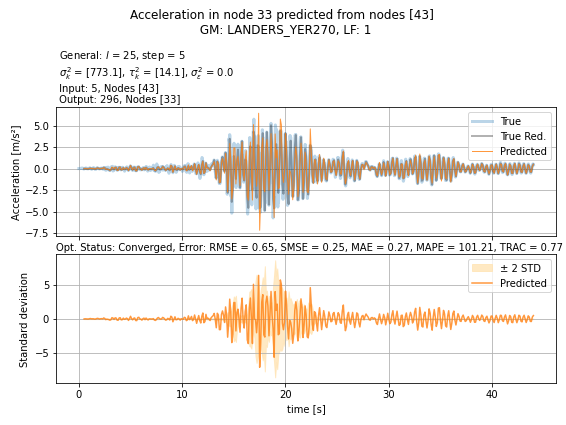 Acceleration in node 33 predicted from nodes [43]
GM: LANDERS_YER270, LF: 1
General: l = 25, step = 5
σ²ₖ = [773.1], τ²ₖ = [14.1], σ²ε = 0.0
Input: 5, Nodes [43]
Output: 296, Nodes [33]
Acceleration [m/s²]
5.0
2.5
0.0
−2.5
−5.0
−7.5
True
True Red.
Predicted
Opt. Status: Converged, Error: RMSE = 0.65, SMSE = 0.25, MAE = 0.27, MAPE = 101.21, TRAC = 0.77
Standard deviation
5
0
−5
± 2 STD
Predicted
0 10 20 30 40
time [s]